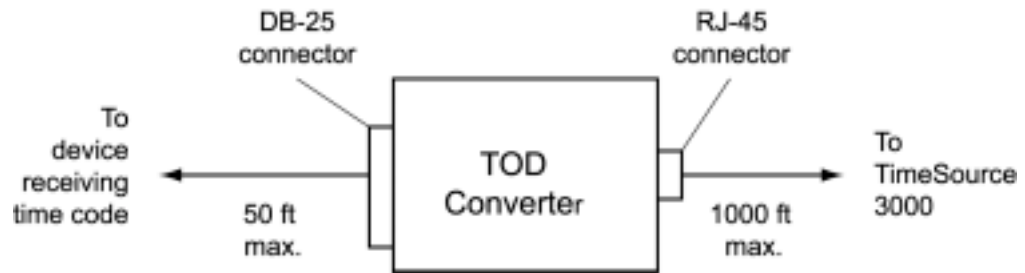 DB-25
connector
RJ-45
connector
To
device
receiving
time code
50 ft
max.
TOD
Converter
1000 ft
max.
To
TimeSource
3000